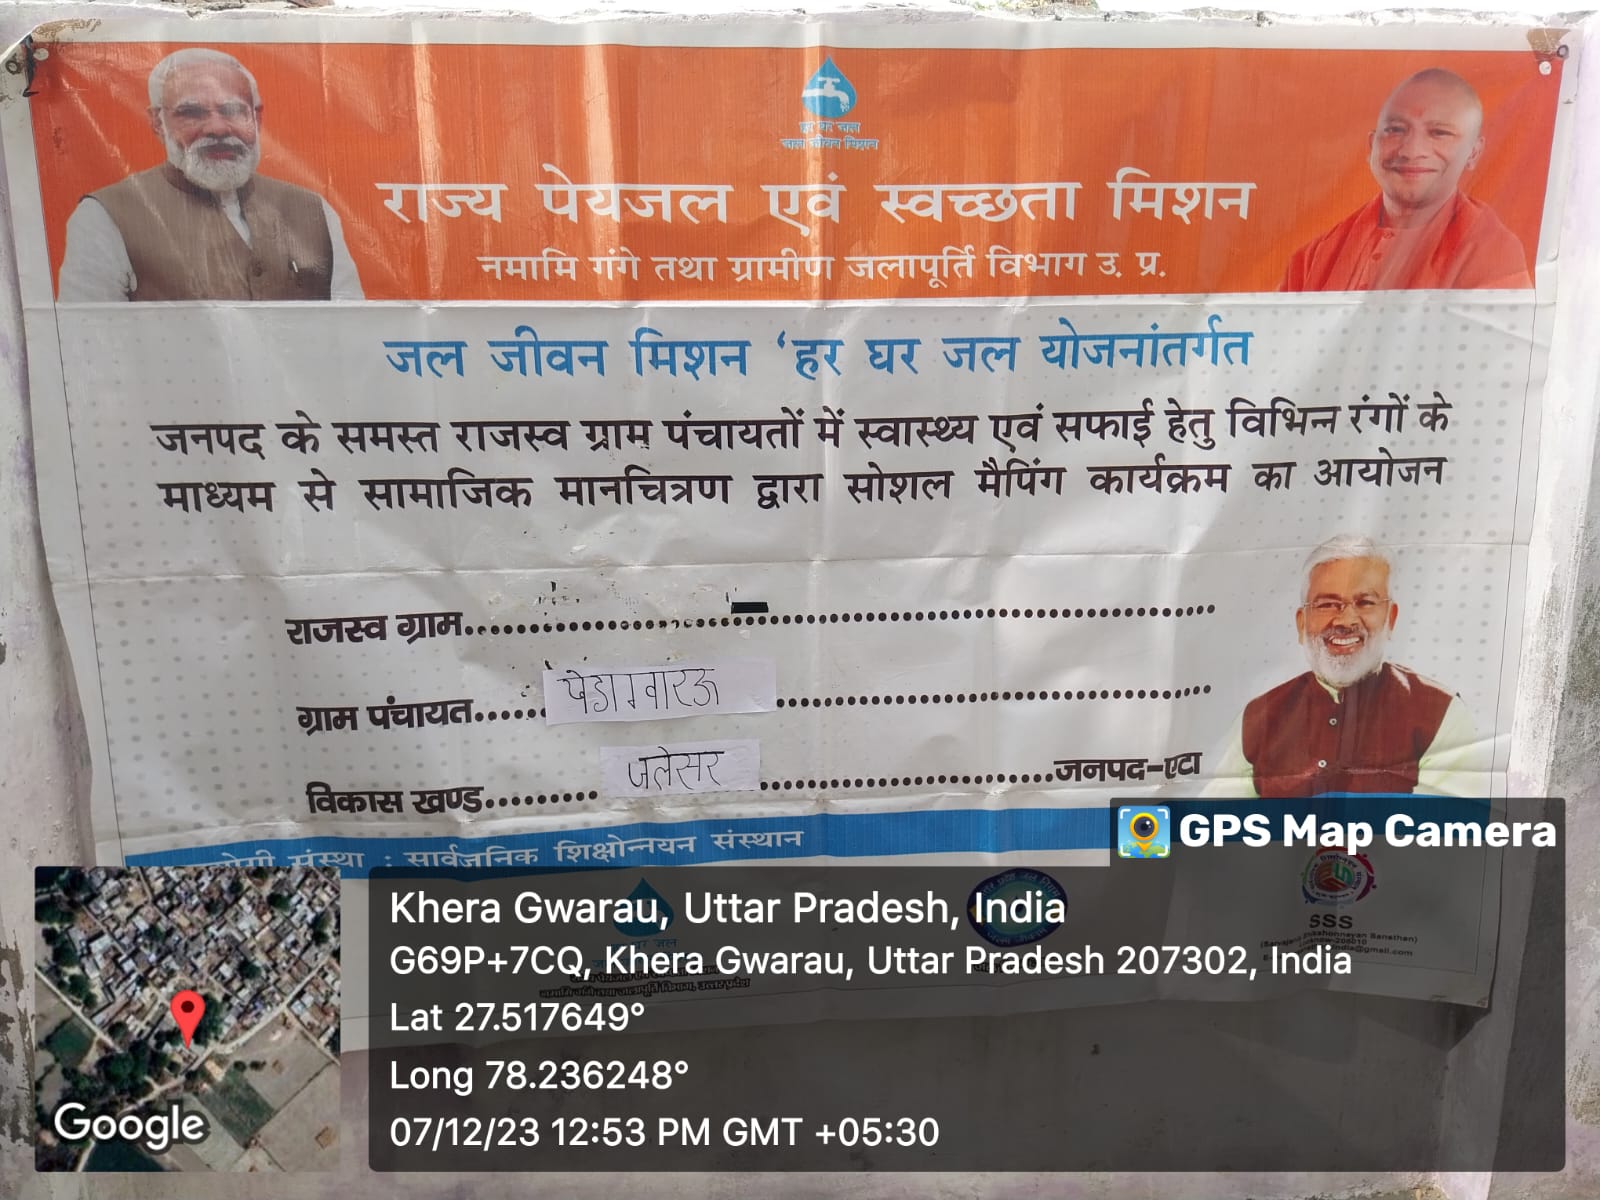 हर घर जल
जल जीवन मिशन
राज्य पेयजल एवं स्वच्छता मिशन
नमामि गंगे तथा ग्रामीण जलापूर्ति विभाग उ. प्र.
जल जीवन मिशन ‘हर घर जल योजनांतर्गत
जनपद के समस्त राजस्व ग्राम पंचायतों में स्वास्थ्य एवं सफाई हेतु विभिन्न रंगों के
माध्यम से सामाजिक मानचित्रण द्वारा सोशल मैपिंग कार्यक्रम का आयोजन
राजस्व ग्राम
ग्राम पंचायत
विकास खण्ड जलेसर जनपद-एटा
संस्था : सार्वजनिक शिक्षोन्नयन संस्थान
GPS Map Camera
हर घर जल
SSS
Khera Gwarau, Uttar Pradesh, India
G69P+7CQ, Khera Gwarau, Uttar Pradesh 207302, India
Lat 27.517649°
Long 78.236248°
07/12/23 12:53 PM GMT +05:30
Google